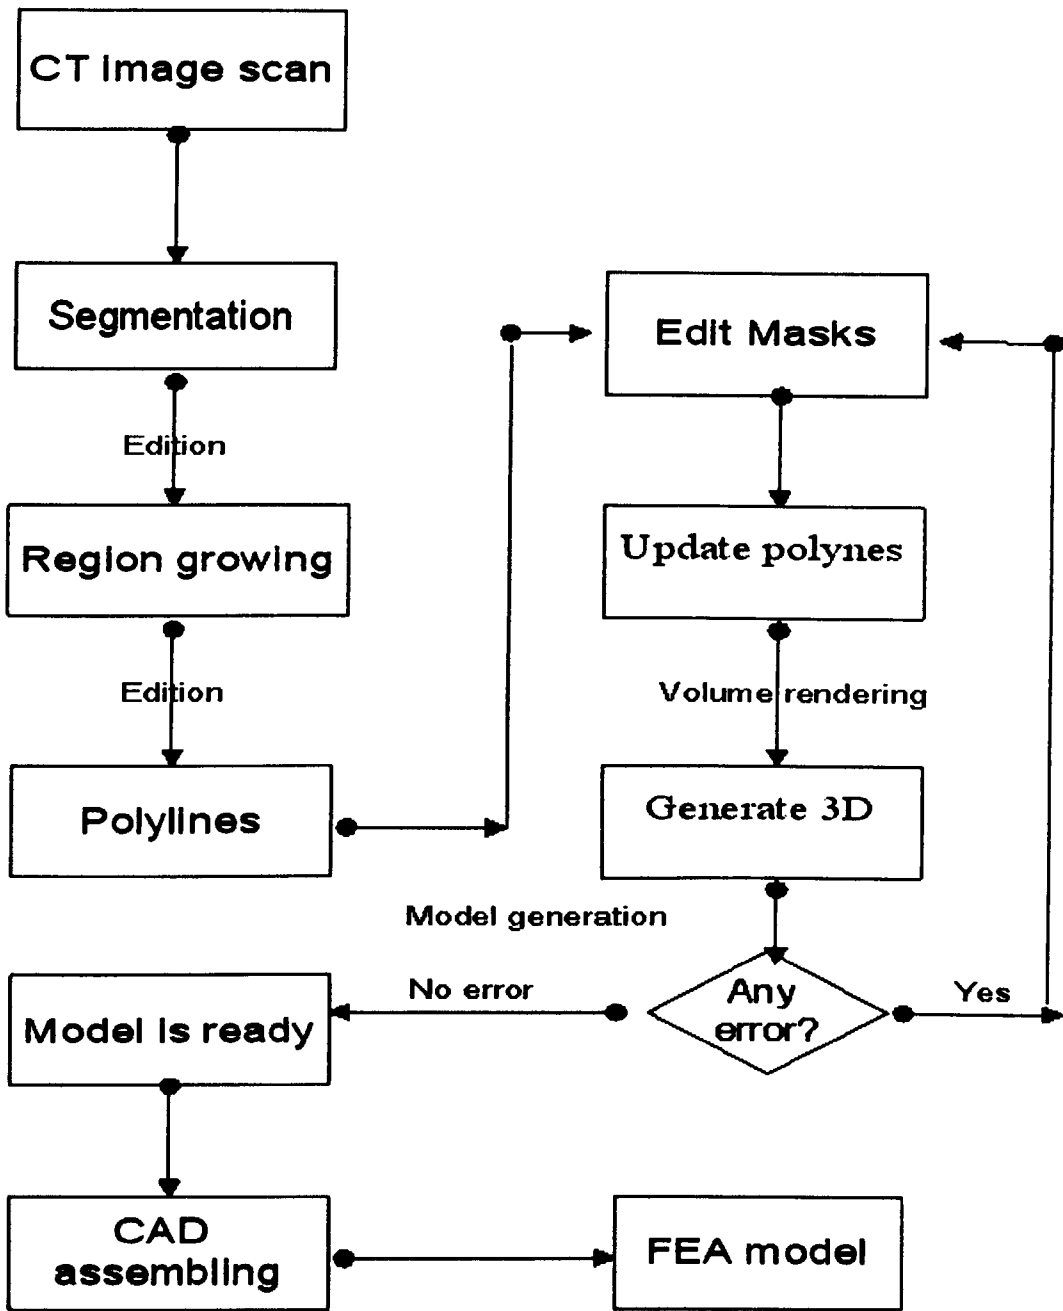 CT Image scan
Segmentation
Edition
Region growing
Edition
Polylines
Edit Masks
Update polynes
Volume rendering
Generate 3D
Model generation
Any
error?
Yes
No error
Model is ready
CAD
assembling
FEA model